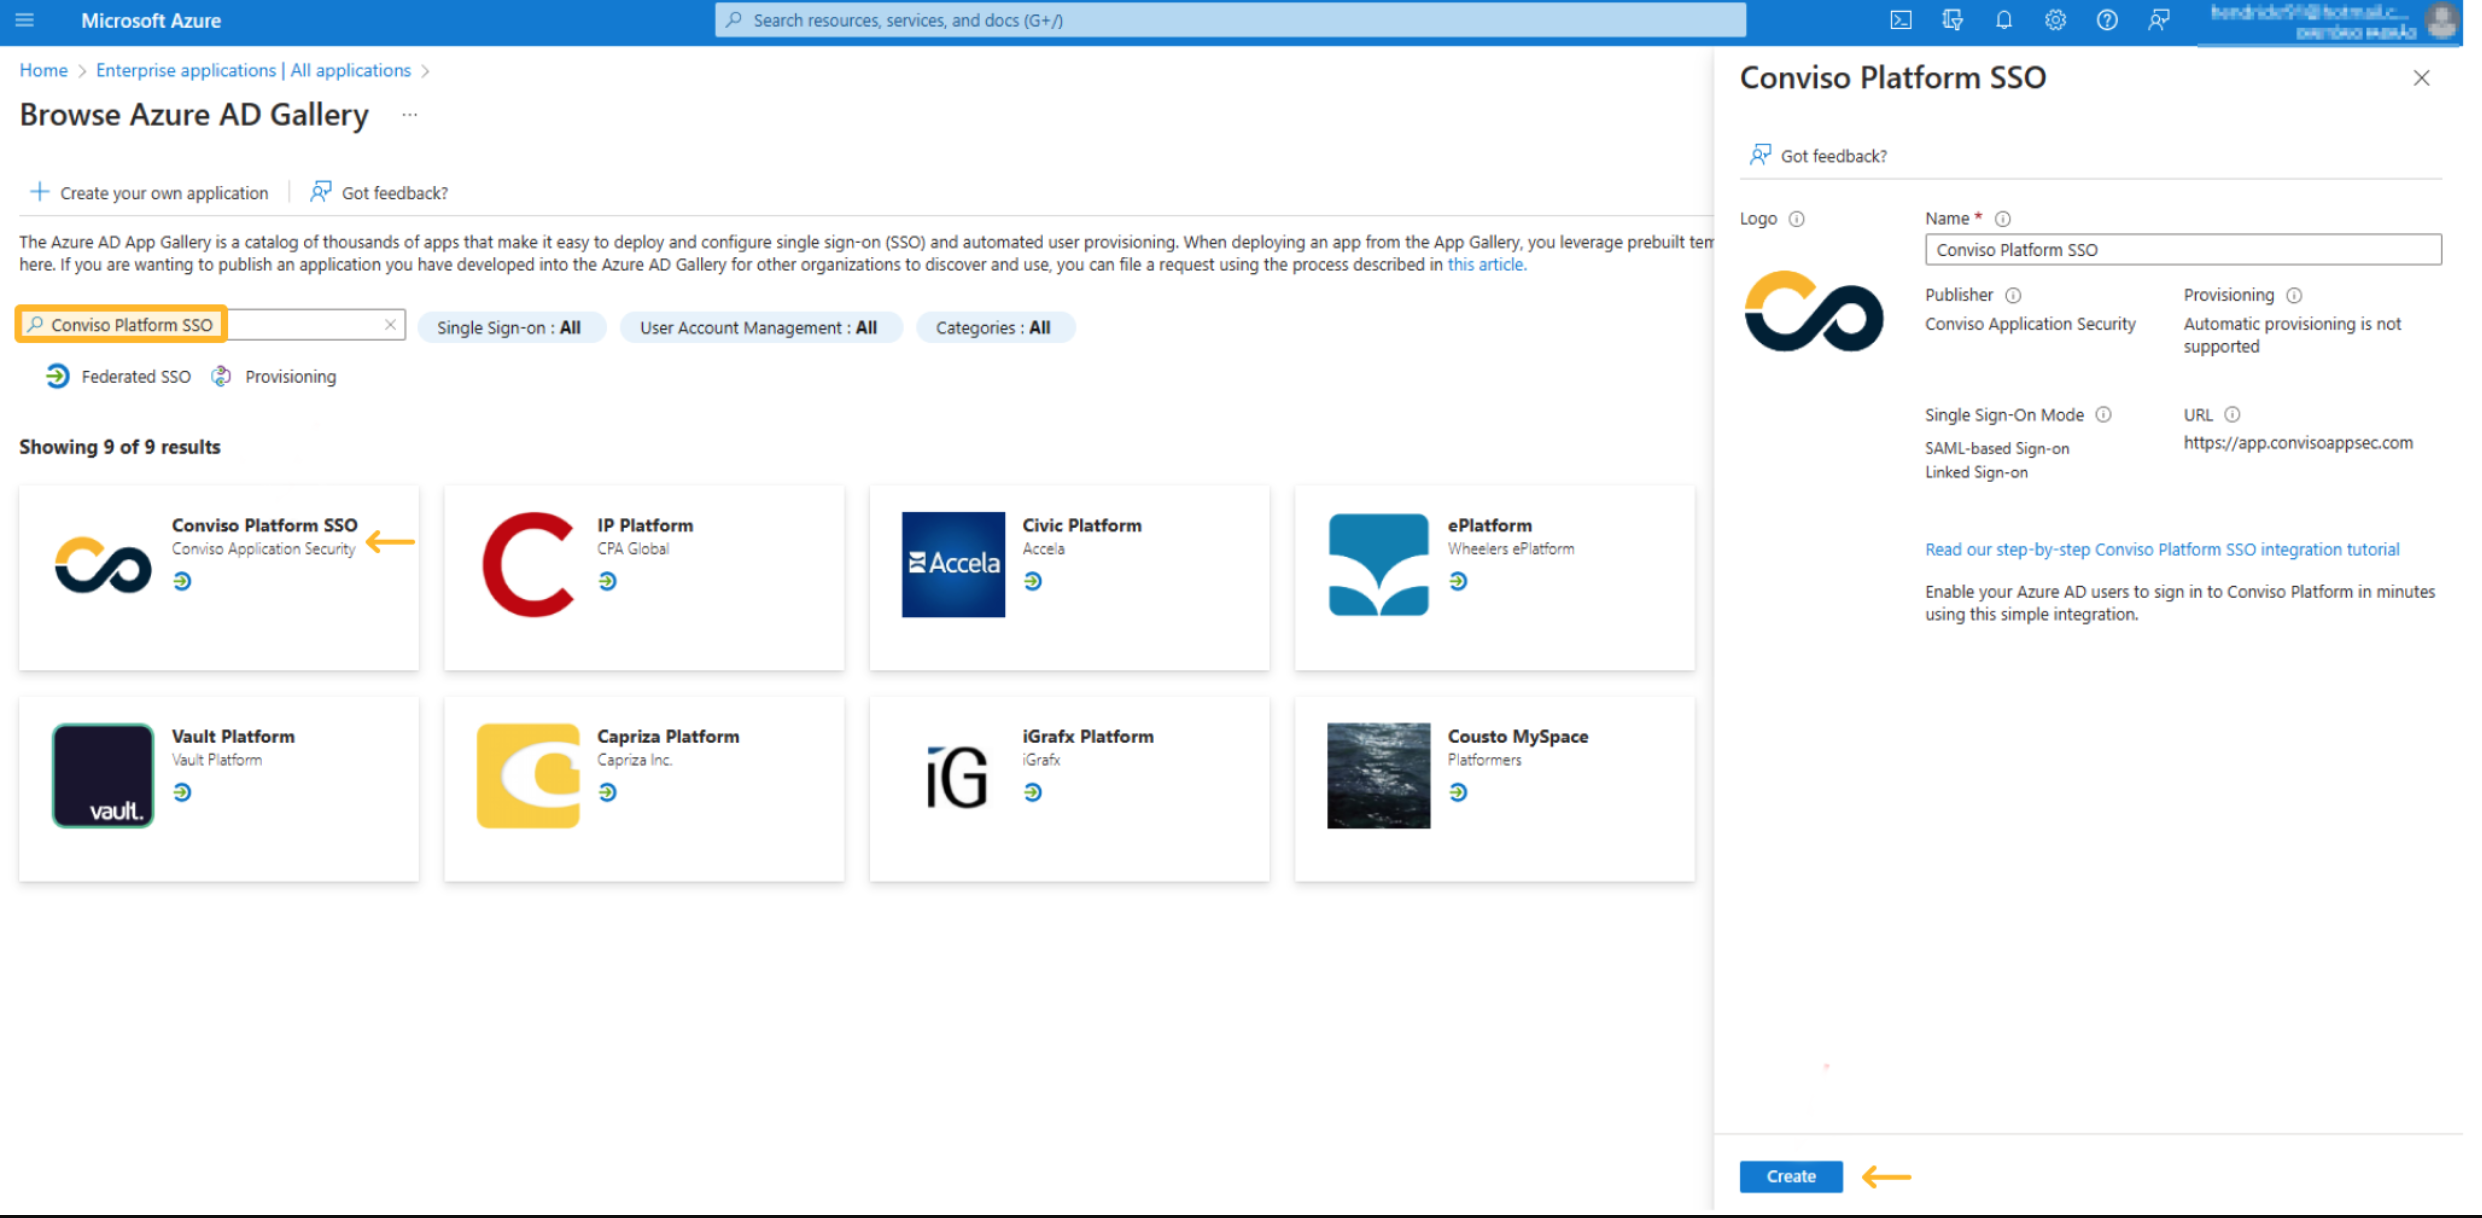 Microsoft Azure
Search resources, services, and docs (G+/)
Home > Enterprise applications | All applications >
Browse Azure AD Gallery ...
Create your own application
Got feedback?
The Azure AD App Gallery is a catalog of thousands of apps that make it easy to deploy and configure single sign-on (SSO) and automated user provisioning. When deploying an app from the App Gallery, you leverage prebuilt tem
here. If you are wanting to publish an application you have developed into the Azure AD Gallery for other organizations to discover and use, you can file a request using the process described in this article.
Conviso Platform SSO
Single Sign-on : All
User Account Management : All
Categories : All
Federated SSO
Provisioning
Showing 9 of 9 results
Conviso Platform SSO
Conviso Application Security
IP Platform
CPA Global
Accela
Civic Platform
Accela
ePlatform
Wheelers ePlatform
vault.
Vault Platform
Vault Platform
Capriza Platform
Capriza Inc.
iG
iGrafx Platform
iGrafx
Cousto MySpace
Platformers
Conviso Platform SSO
Got feedback?
Logo
Name *
Conviso Platform SSO
Publisher
Conviso Application Security
Provisioning
Automatic provisioning is not
supported
Single Sign-On Mode
SAML-based Sign-on
Linked Sign-on
URL
https://app.convisoappsec.com
Read our step-by-step Conviso Platform SSO integration tutorial
Enable your Azure AD users to sign in to Conviso Platform in minutes
using this simple integration.
Create